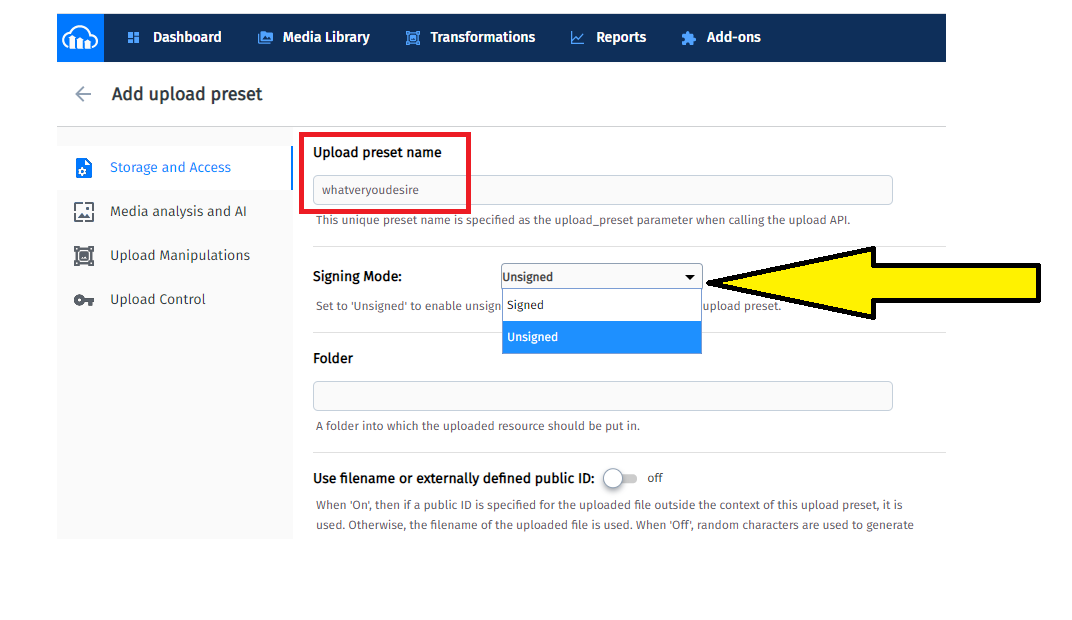 Dashboard Media Library Transformations Reports Add-ons
Add upload preset
Storage and Access
Media analysis and AI
Upload Manipulations
Upload Control
Upload preset name
whatveryoudesire
This unique preset name is specified as the upload_preset parameter when calling the upload API.
Signing Mode: Unsigned
Signed
Set to 'Unsigned' to enable unsign upload preset.
Unsigned
Folder
A folder into which the uploaded resource should be put in.
Use filename or externally defined public ID: off
When 'On', then if a public ID is specified for the uploaded file outside the context of this upload preset, it is
used. Otherwise, the filename of the uploaded file is used. When 'Off', random characters are used to generate